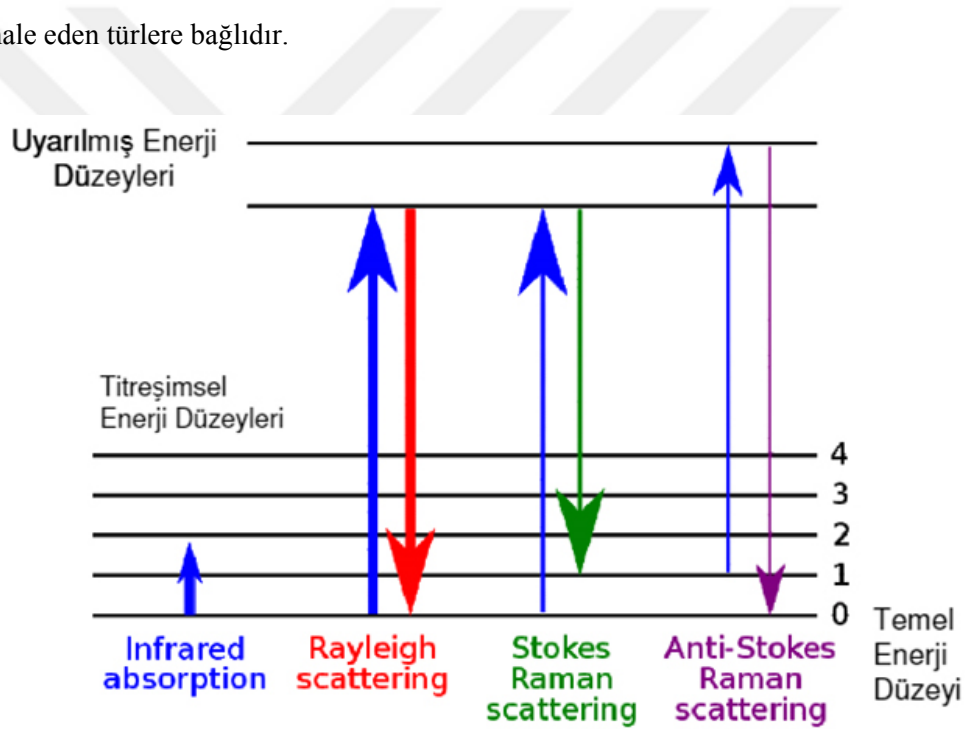 nale eden türlere bağlıdır.
Uyarılmış Enerji
Düzeyleri
Titreşimsel
Enerji Düzeyleri
4
3
2
1
0
Temel
Enerji
Düzeyi
Infrared
absorption
Rayleigh
scattering
Stokes
Raman
scattering
Anti-Stokes
Raman
scattering